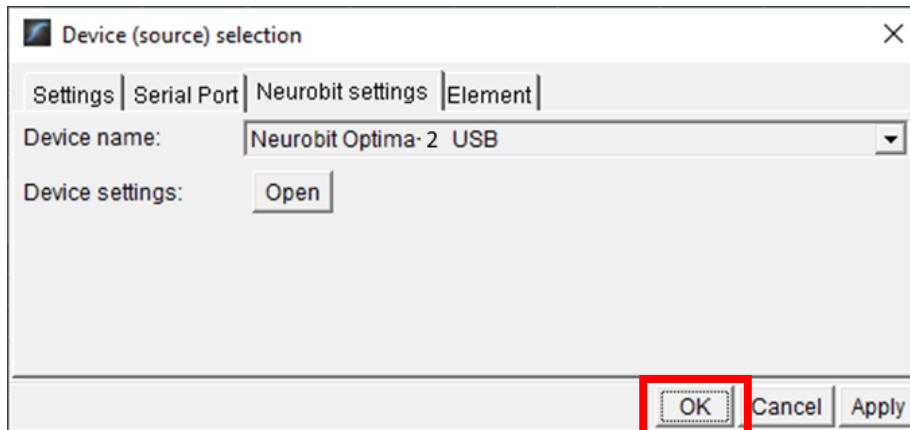 Device (source) selection
Settings Serial Port Neurobit settings Element
Device name: Neurobit Optima- 2 USB
Device settings: Open
OK Cancel Apply